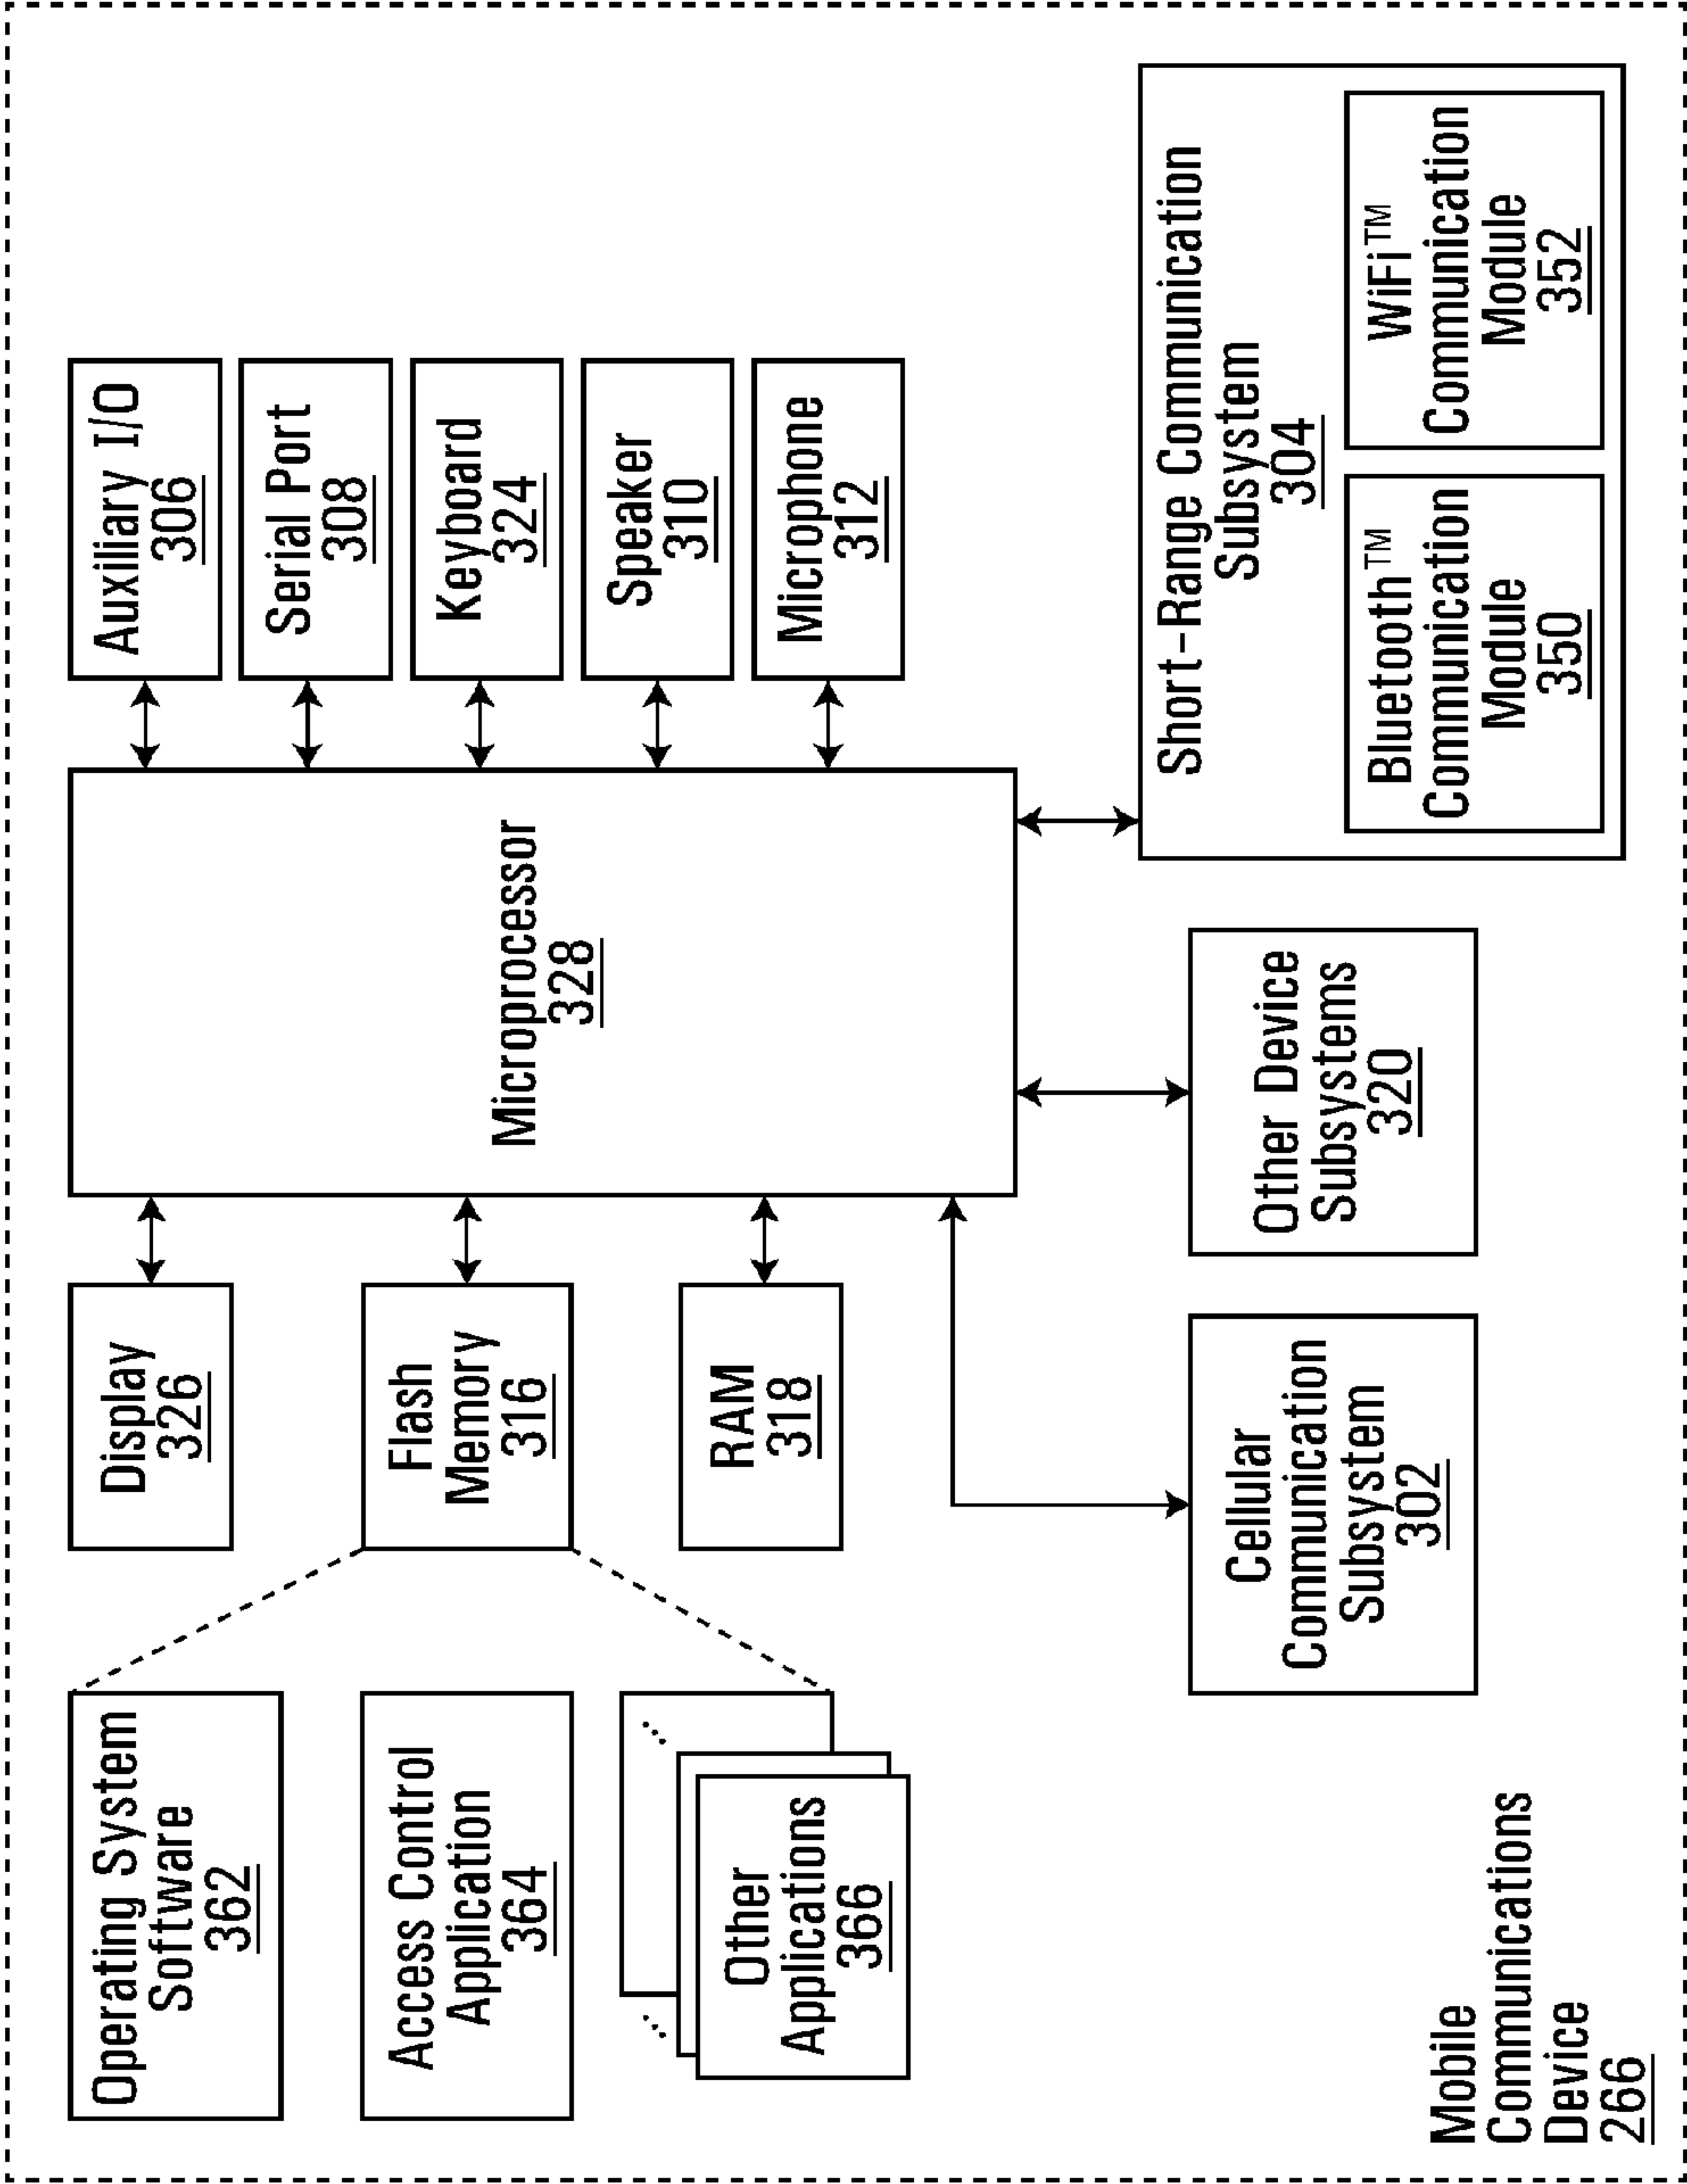 Operating System
Software
362
Access Control
Application
364
Other
Applications
366
Display
326
Flash
Memory
316
RAM
318
Microprocessor
328
Auxiliary I/O
306
Serial Port
308
Keyboard
324
Speaker
310
Microphone
312
Mobile
Communications
Device
266
Cellular
Communication
Subsystem
302
Other Device
Subsystems
320
Short-Range Communication
Subsystem
304
Bluetooth™
Communication
Module
350
WiFi™
Communication
Module
352